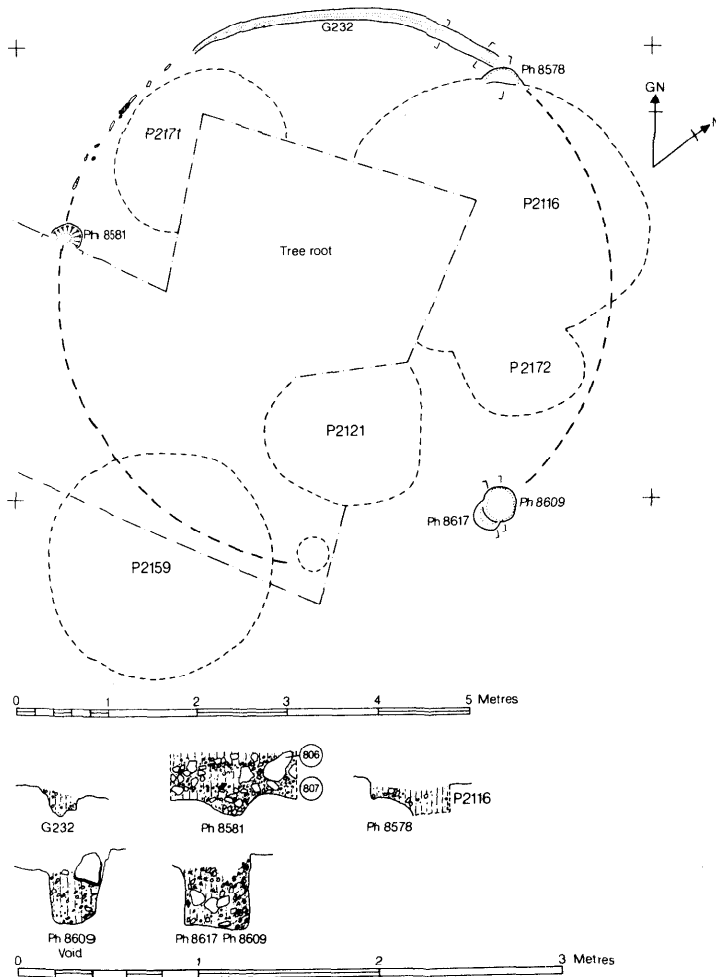 G232
Ph 8578
GN
N
P2171
P2116
Ph 8581
Tree root
P2172
P2121
Ph 8609
Ph 8617
P2159
0 1 2 3 4 5 Metres
806
807
G232
Ph 8581
Ph 8578
P2116
Ph 8609
Void
Ph 8617 Ph 8609
0 1 2 3 Metres